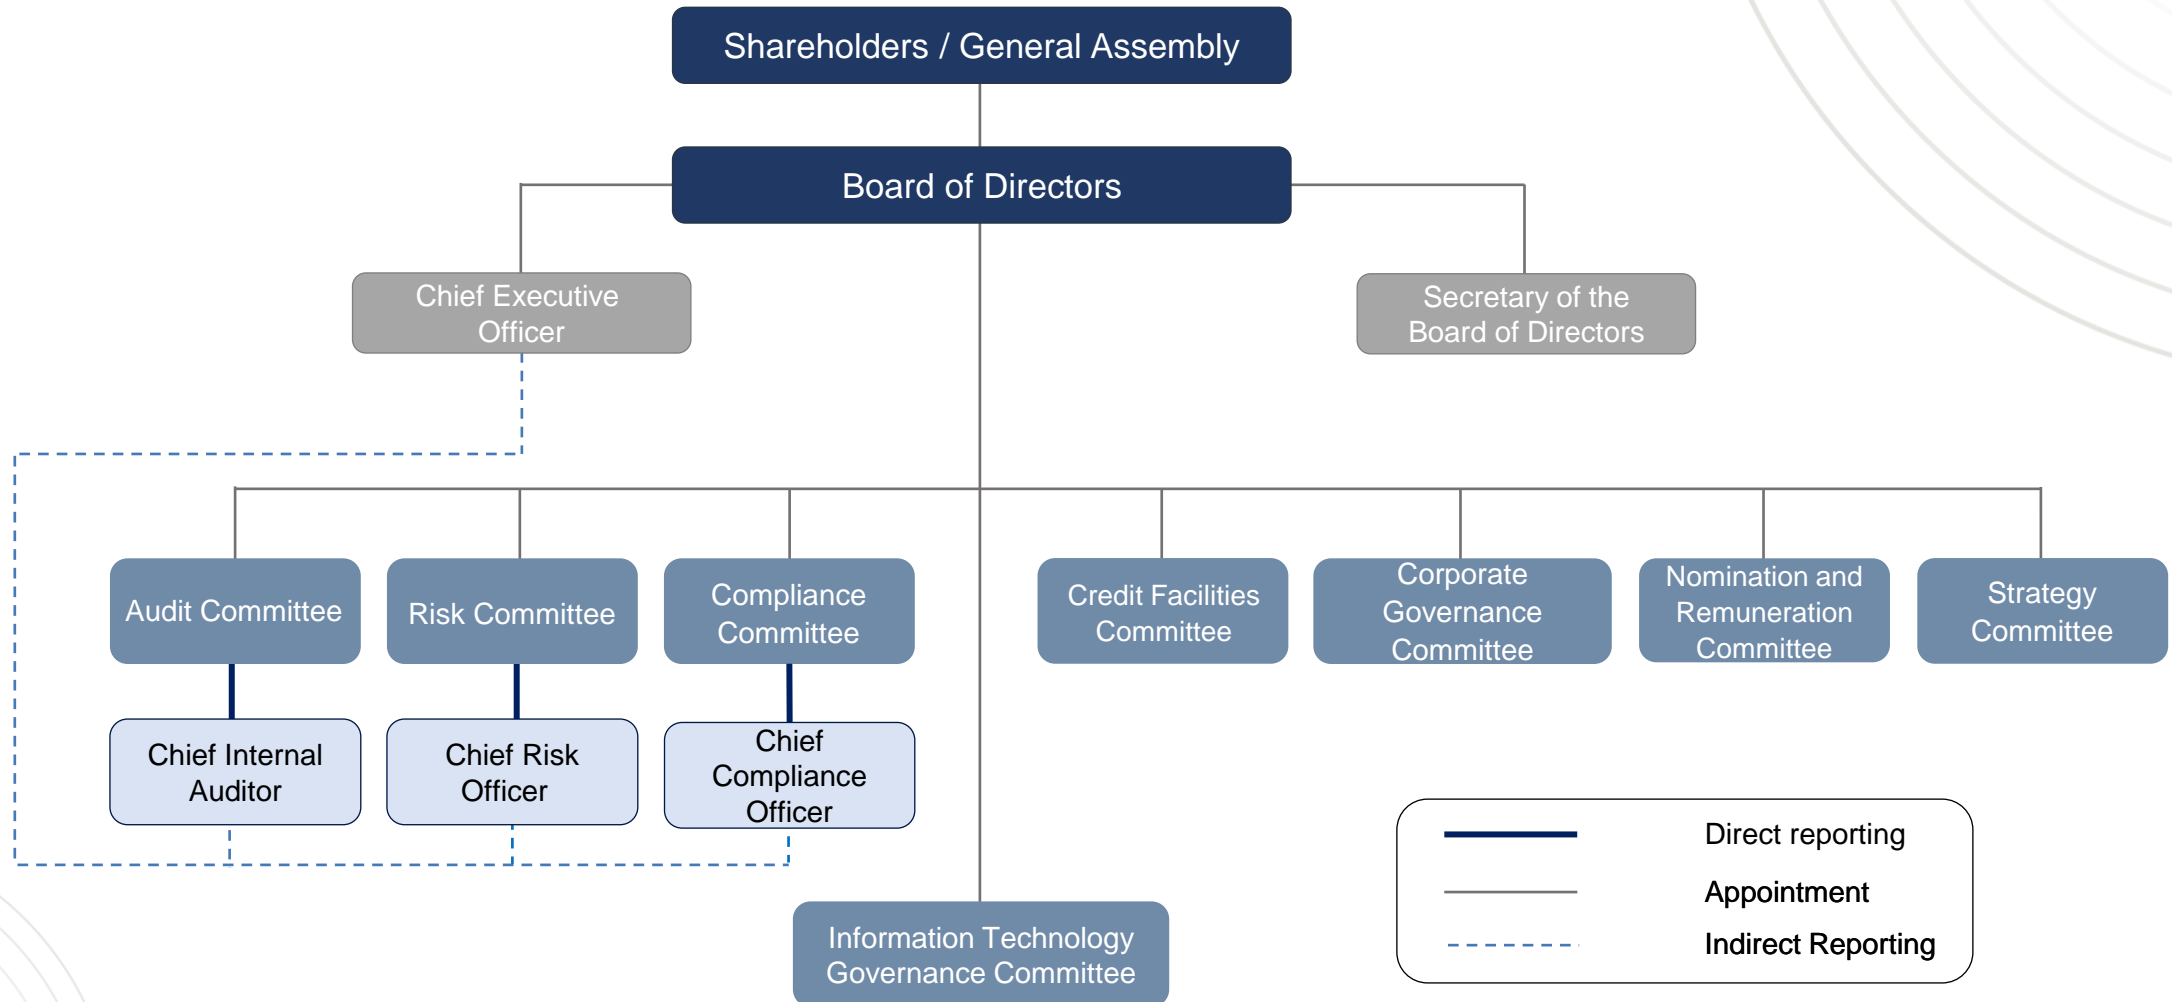 Shareholders / General Assembly
Board of Directors
Chief Executive
Officer
Secretary of the
Board of Directors
Audit Committee
Risk Committee
Compliance
Committee
Credit Facilities
Committee
Corporate
Governance
Committee
Nomination and
Remuneration
Committee
Strategy
Committee
Chief Internal
Auditor
Chief Risk
Officer
Chief
Compliance
Officer
Direct reporting
Appointment
Indirect Reporting
Information Technology
Governance Committee